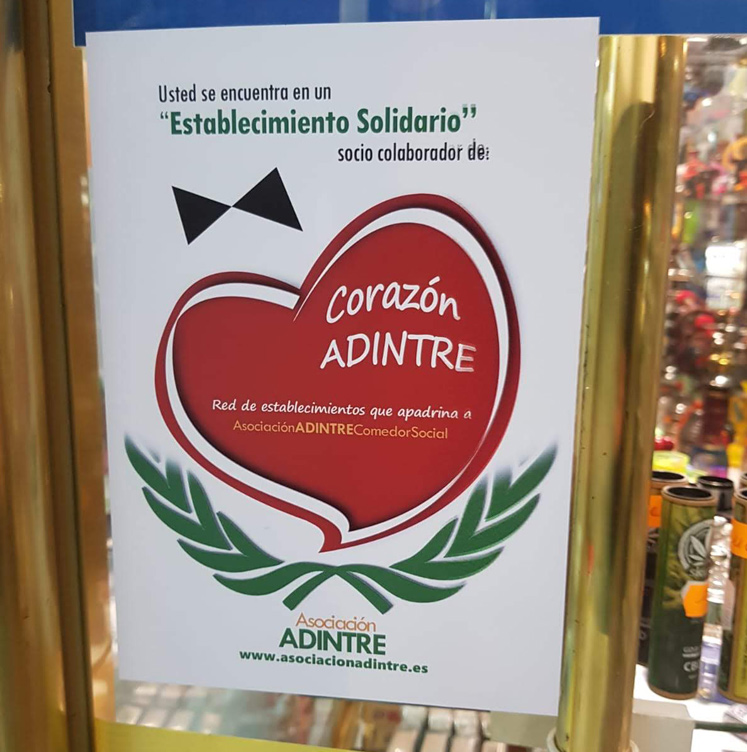 Usted se encuentra en un
“Establecimiento Solidario”
socio colaborador de:
Corazón
ADINTRE
Red de establecimientos que apadrina a
AsociaciónADINTREComedorSocial
Asociación
ADINTRE
www.asociacionadintre.es